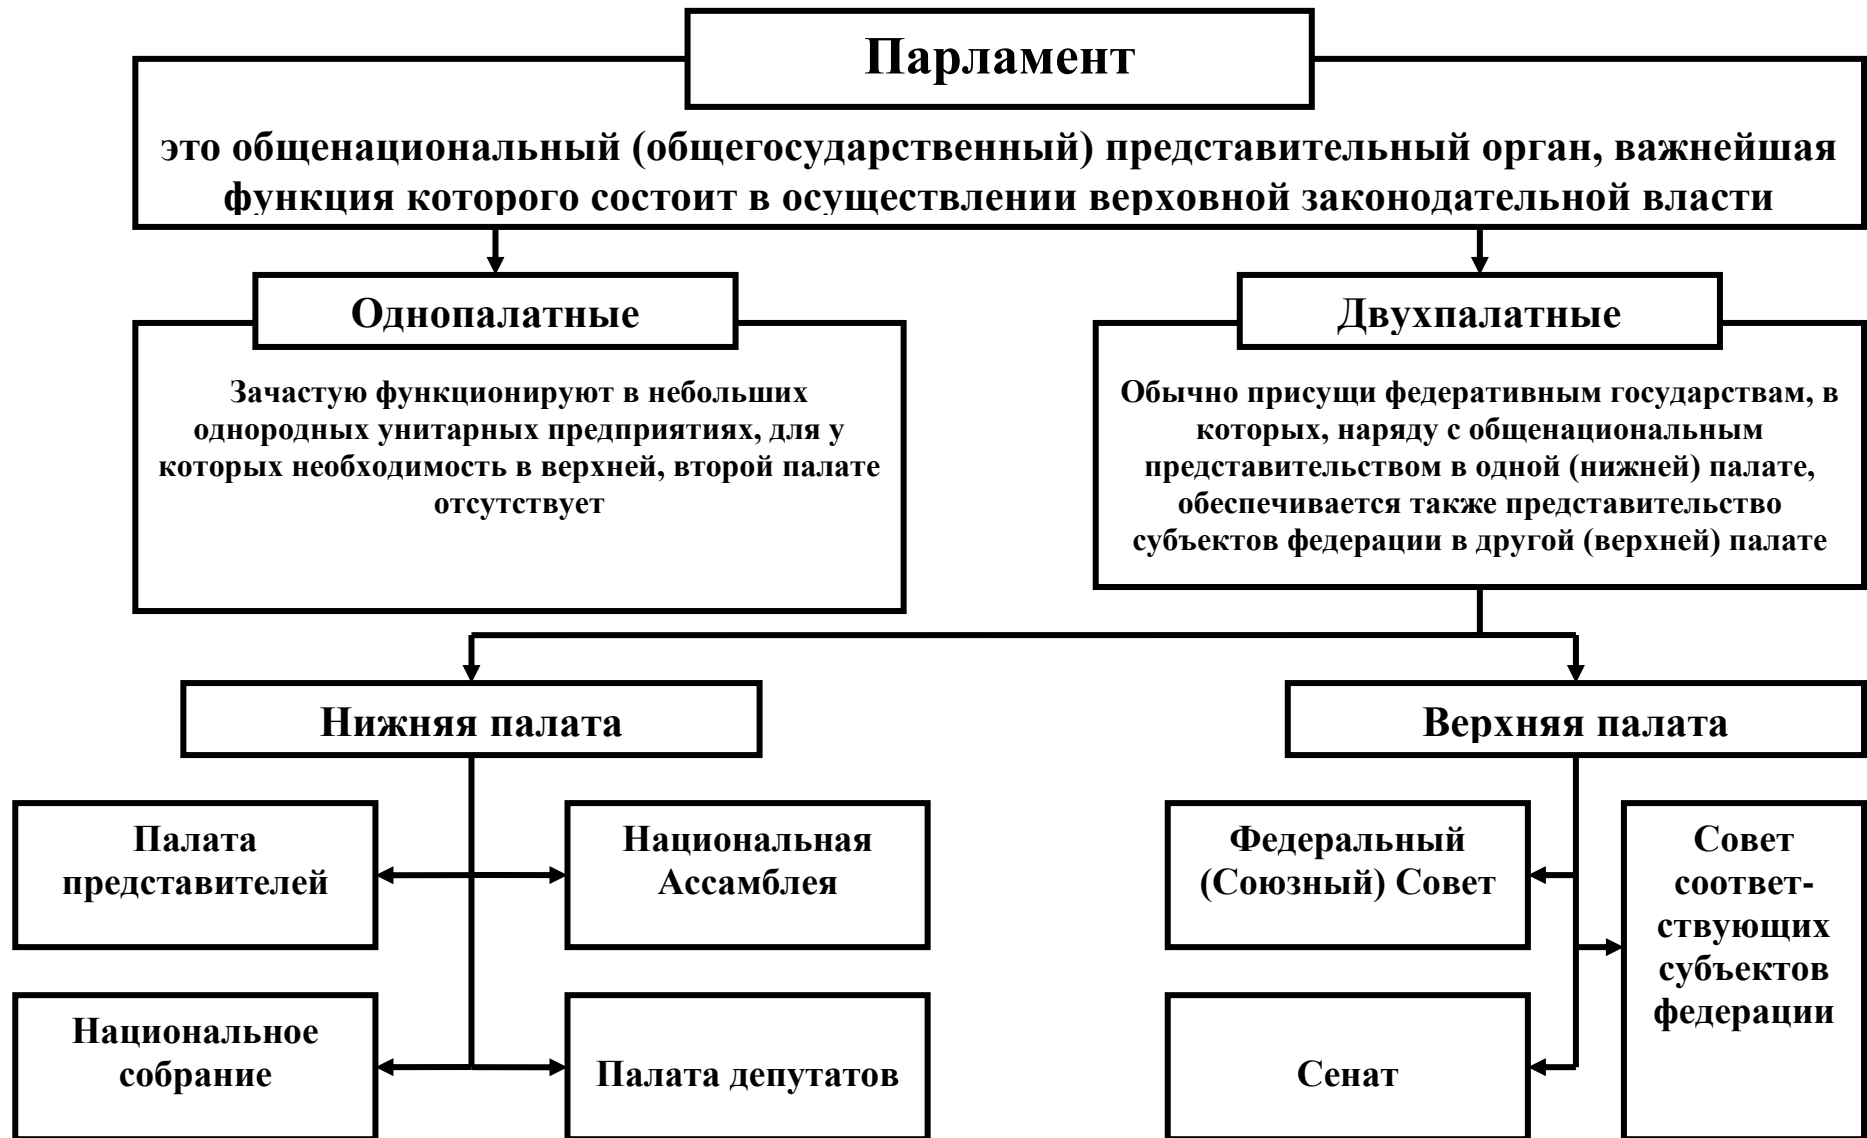 Парламент
это общенациональный (общегосударственный) представительный орган, важнейшая
функция которого состоит в осуществлении верховной законодательной власти
Однопалатные
Зачастую функционируют в небольших
однородных унитарных предприятиях, для у
которых необходимость в верхней, второй палате
отсутствует
Двухпалатные
Обычно присущи федеративным государствам, в
которых, наряду с общенациональным
представительством в одной (нижней) палате,
обеспечивается также представительство
субъектов федерации в другой (верхней) палате
Нижняя палата
Верхняя палата
Палата
представителей
Национальная
Ассамблея
Национальное
собрание
Палата депутатов
Федеральный
(Союзный) Совет
Сенат
Совет
соответ-
ствующих
субъектов
федерации